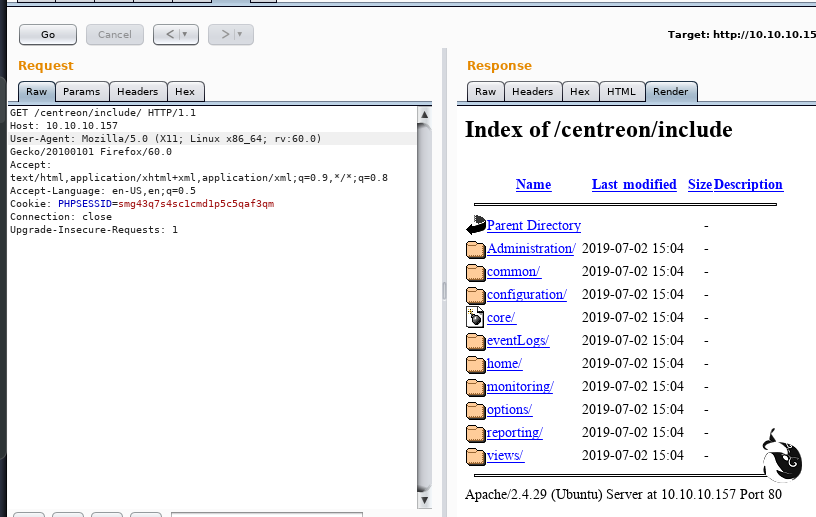 Go Cancel < >
Target: http://10.10.10.15
Request
Raw Params Headers Hex
GET /centreon/include/ HTTP/1.1
Host: 10.10.10.157
User-Agent: Mozilla/5.0 (X11; Linux x86_64; rv:60.0)
Gecko/20100101 Firefox/60.0
Accept:
text/html,application/xhtml+xml,application/xml;q=0.9,*/*;q=0.8
Accept-Language: en-US,en;q=0.5
Cookie: PHPSESSID=smg43q7s4sc1cmd1p5c5qaf3qm
Connection: close
Upgrade-Insecure-Requests: 1
Response
Raw Headers Hex HTML Render
Index of /centreon/include
Name Last modified Size Description
Parent Directory -
Administration/ 2019-07-02 15:04 -
common/ 2019-07-02 15:04 -
configuration/ 2019-07-02 15:04 -
core/ 2019-07-02 15:04 -
eventLogs/ 2019-07-02 15:04 -
home/ 2019-07-02 15:04 -
monitoring/ 2019-07-02 15:04 -
options/ 2019-07-02 15:04 -
reporting/ 2019-07-02 15:04 -
views/ 2019-07-02 15:04 -
Apache/2.4.29 (Ubuntu) Server at 10.10.10.157 Port 80